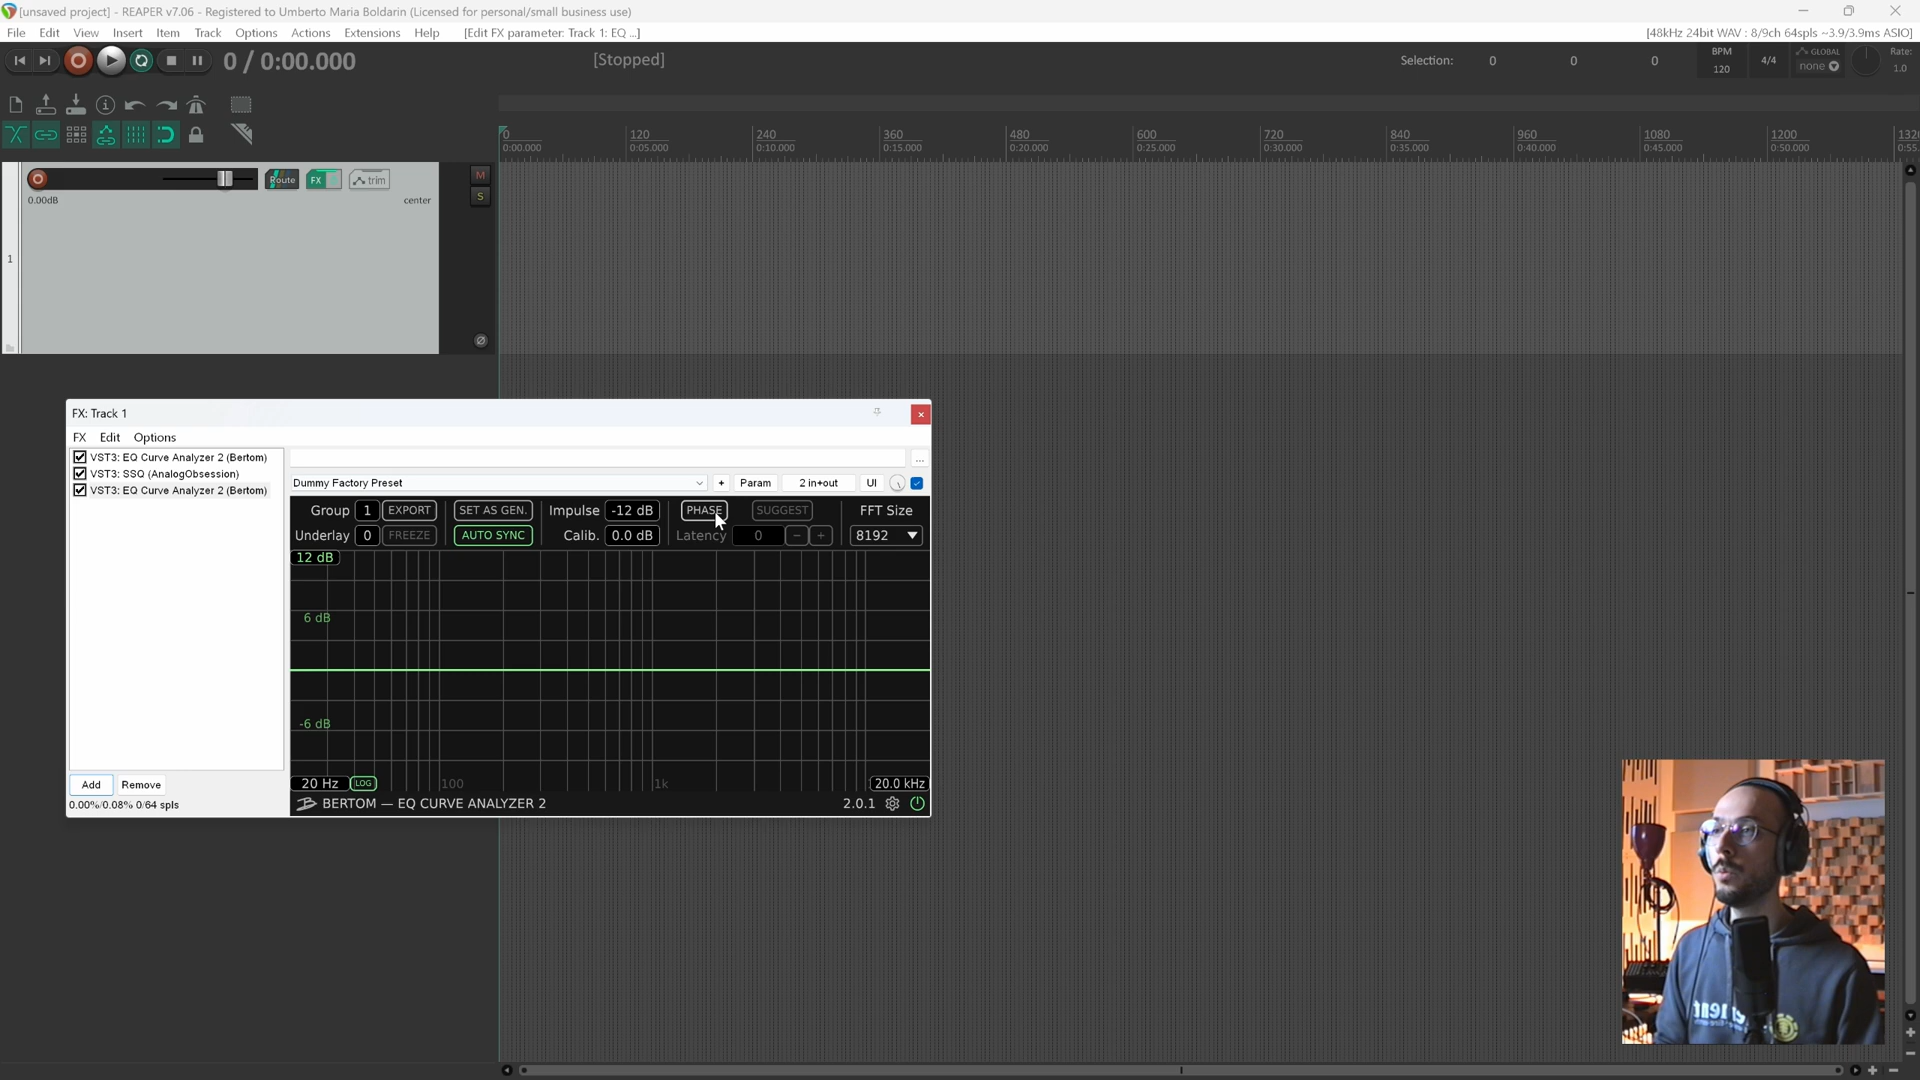 [unsaved project] - REAPER v7.06 - Registered to Umberto Maria Boldarin (Licensed for personal/small business use)
File Edit View Insert Item Track Options Actions Extensions Help [Edit FX parameter: Track 1: EQ ...] [48kHz 24bit WAV : 8/9ch 64spls ~3.9/3.9ms ASIO]
0 / 0:00.000 [Stopped] Selection: 0 0 0 BPM 120 4/4 GLOBAL none Rate: 1.0
0 120 240 360 480 600 720 840 960 1080 1200 132
0:00.000 0:05.000 0:10.000 0:15.000 0:20.000 0:25.000 0:30.000 0:35.000 0:40.000 0:45.000 0:50.000 0:55.
Route FX trim M
0.00dB center S
1
FX: Track 1
FX Edit Options
VST3: EQ Curve Analyzer 2 (Bertom)
VST3: SSQ (AnalogObsession)
VST3: EQ Curve Analyzer 2 (Bertom)
...
Dummy Factory Preset + Param 2 in+out UI
Group 1 EXPORT SET AS GEN. Impulse -12 dB PHASE SUGGEST FFT Size
Underlay 0 FREEZE AUTO SYNC Calib. 0.0 dB Latency 0 - + 8192
12 dB
6 dB
-6 dB
20 Hz LOG 100 1k 20.0 kHz
BERTOM — EQ CURVE ANALYZER 2 2.0.1
Add Remove
0.00%/0.08% 0/64 spls